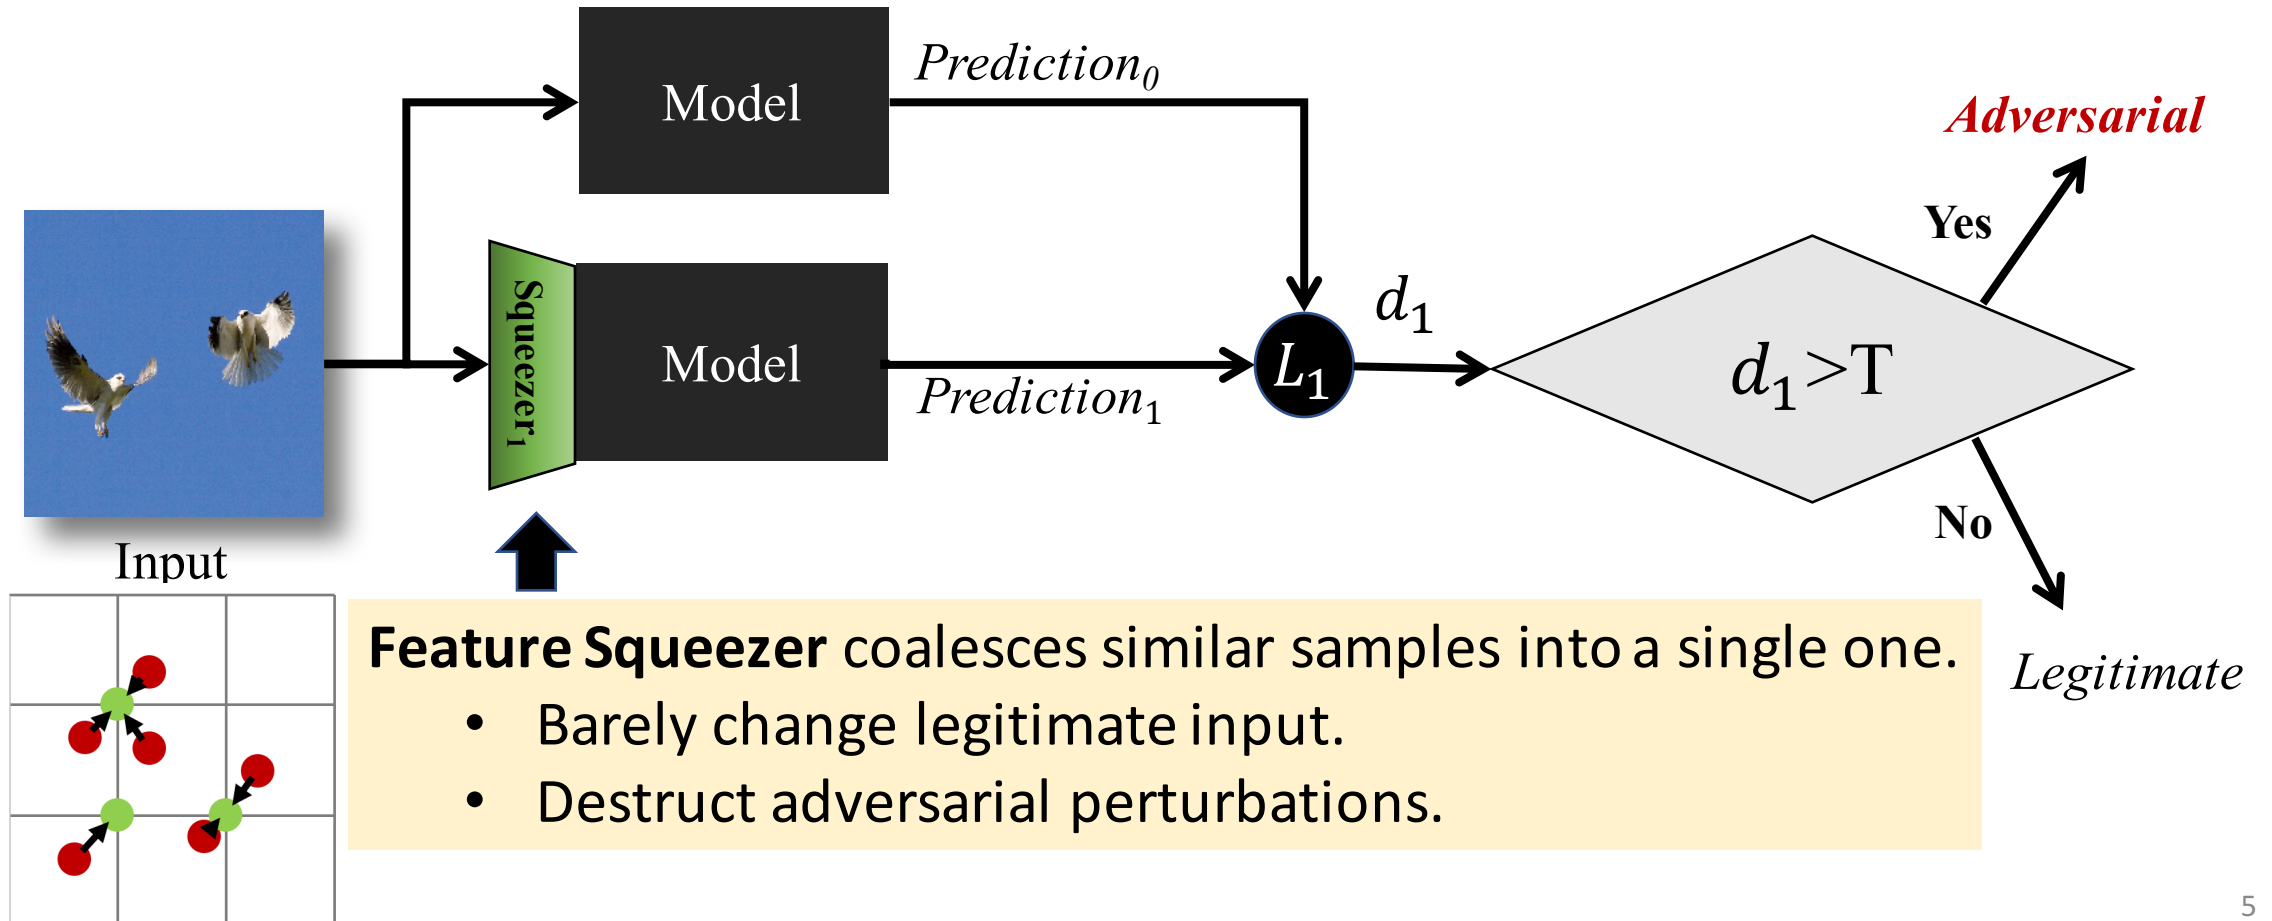 Model
Prediction₀
Adversarial
Yes
Squeezer₁
Model
Prediction₁
L₁
d₁
d₁>T
No
Legitimate
Input
Feature Squeezer coalesces similar samples into a single one.
• Barely change legitimate input.
• Destruct adversarial perturbations.
5